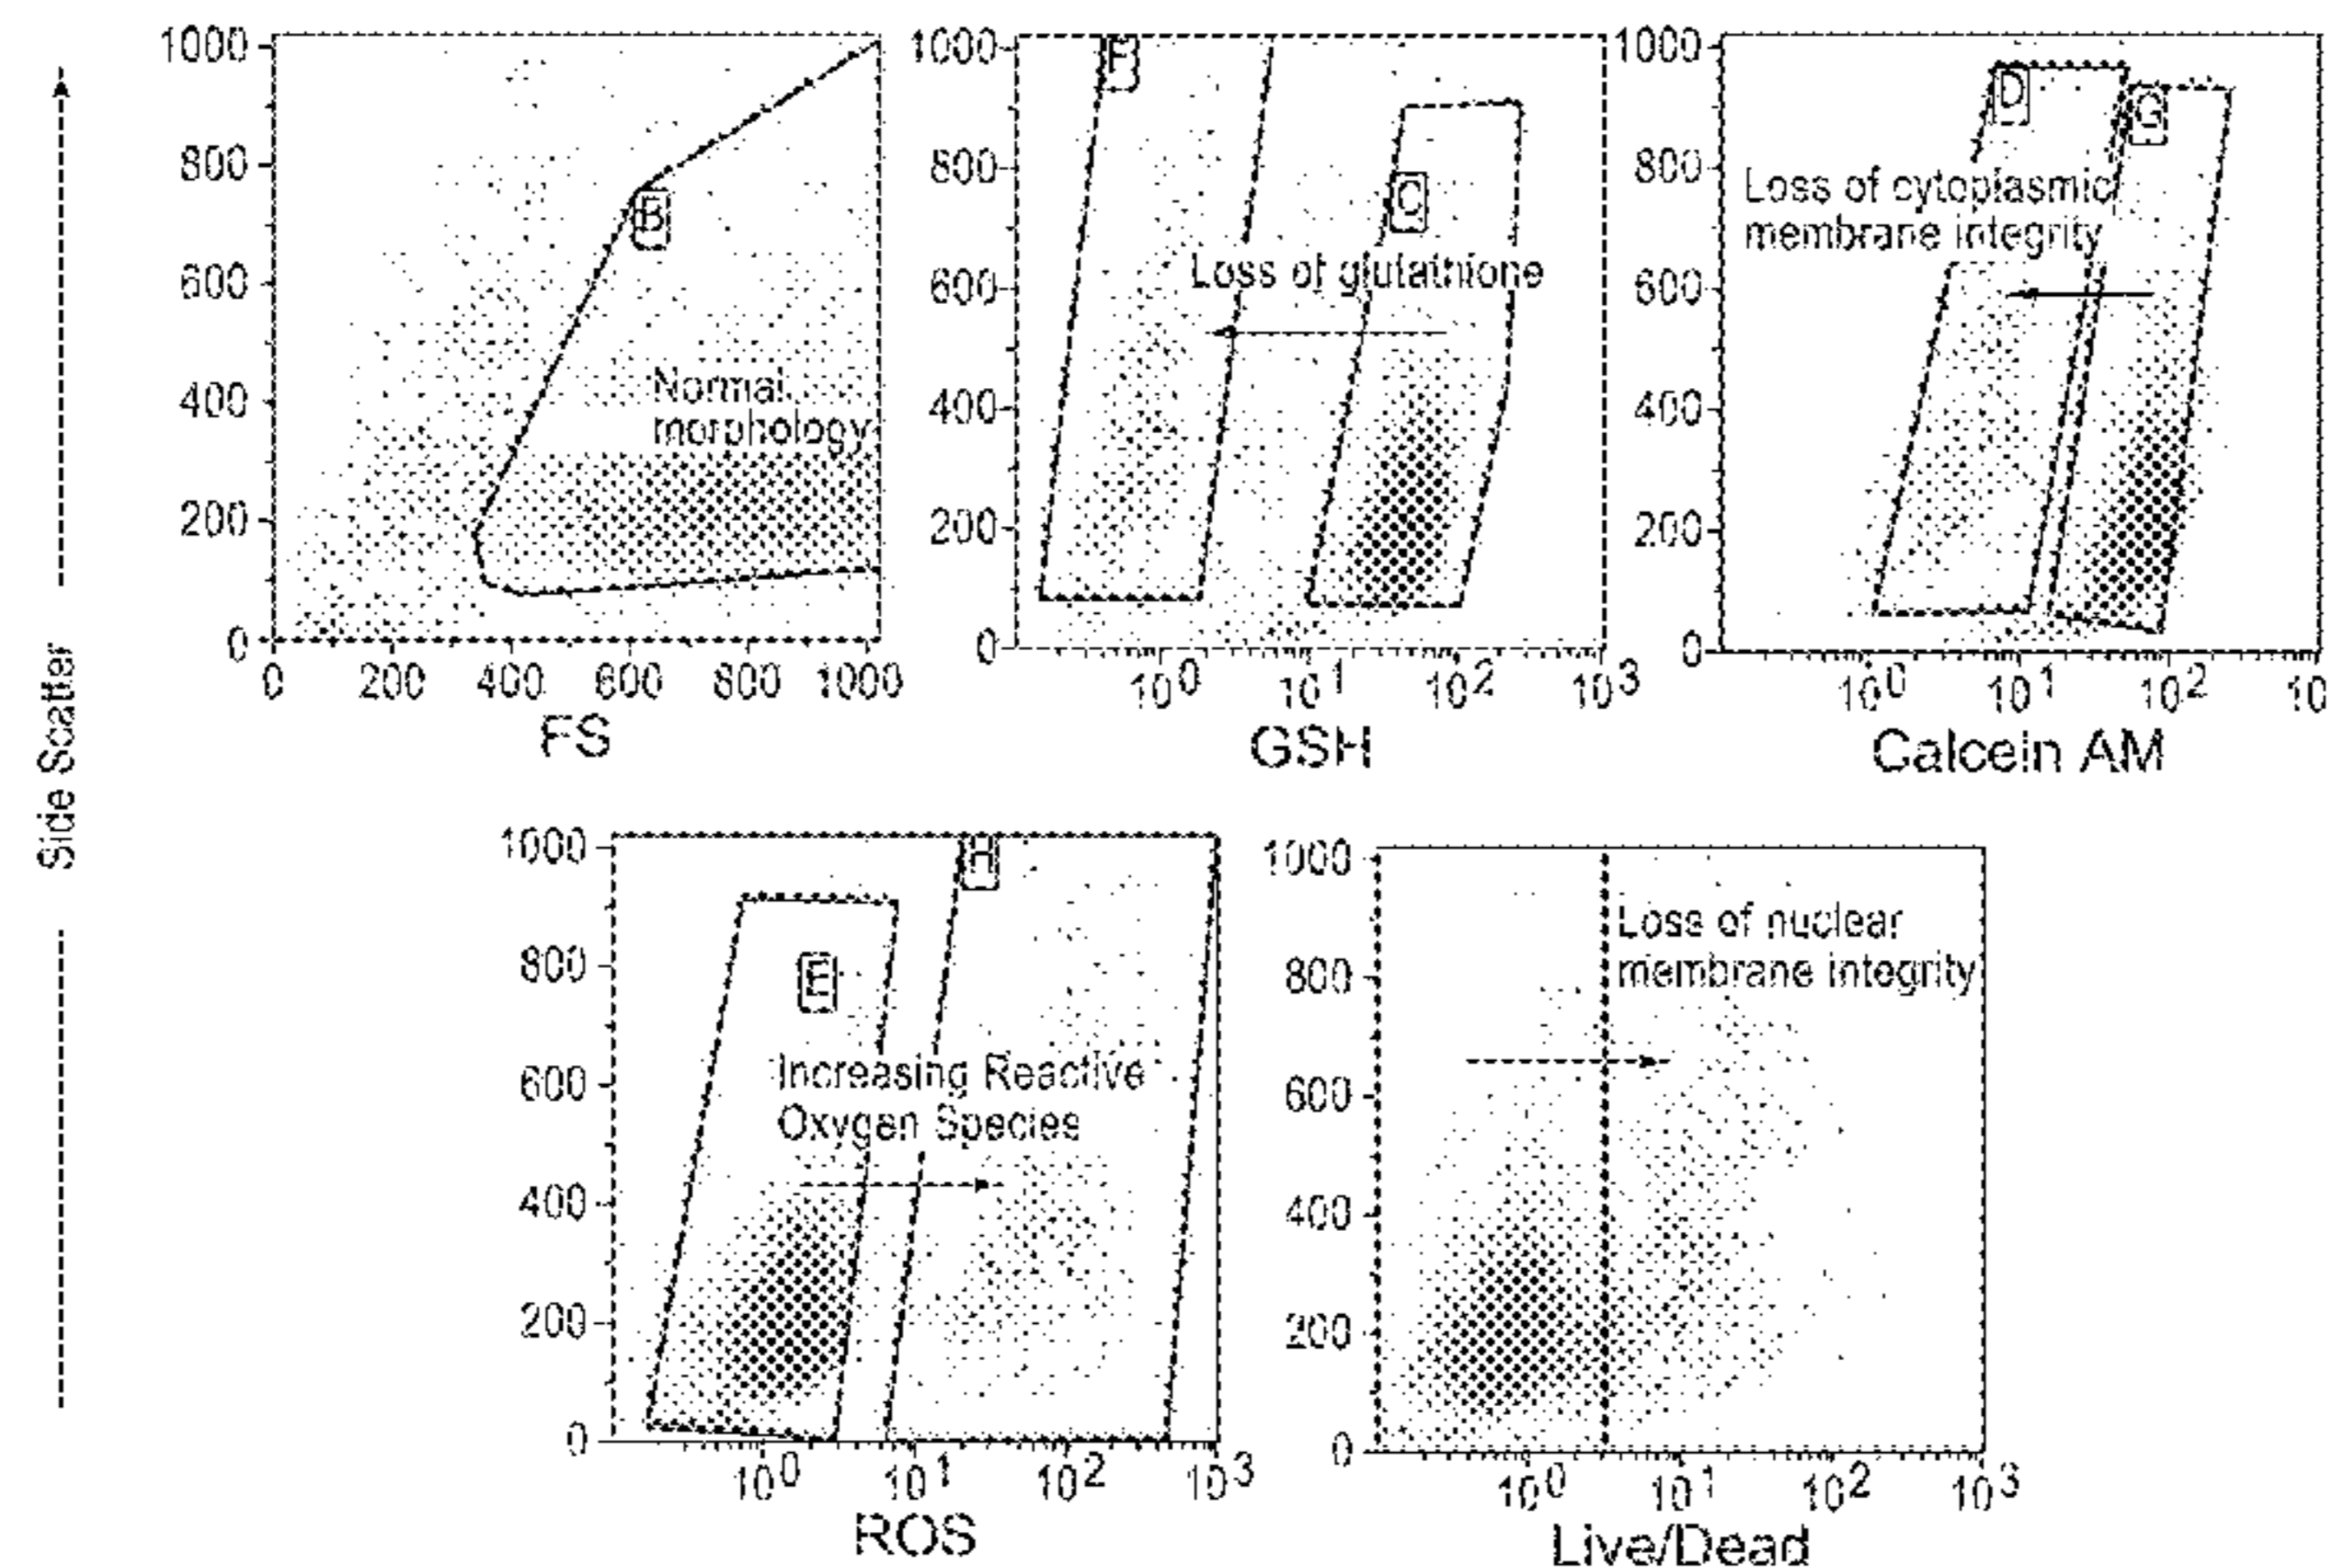 Side Scatter
1000
800
600
400
200
0
B
Normal
morphology
0 200 400 600 800 1000
FS
1000
800
600
400
200
0
F
C
Loss of glutathione
10^0 10^1 10^2 10^3
GSH
1000
800
600
400
200
0
D
G
Loss of cytoplasmic
membrane integrity
10^0 10^1 10^2 10
Calcein AM
1000
800
600
400
200
0
E
H
Increasing Reactive
Oxygen Species
10^0 10^1 10^2 10^3
ROS
1000
800
600
400
200
0
Loss of nuclear
membrane integrity
10^0 10^1 10^2 10^3
Live/Dead